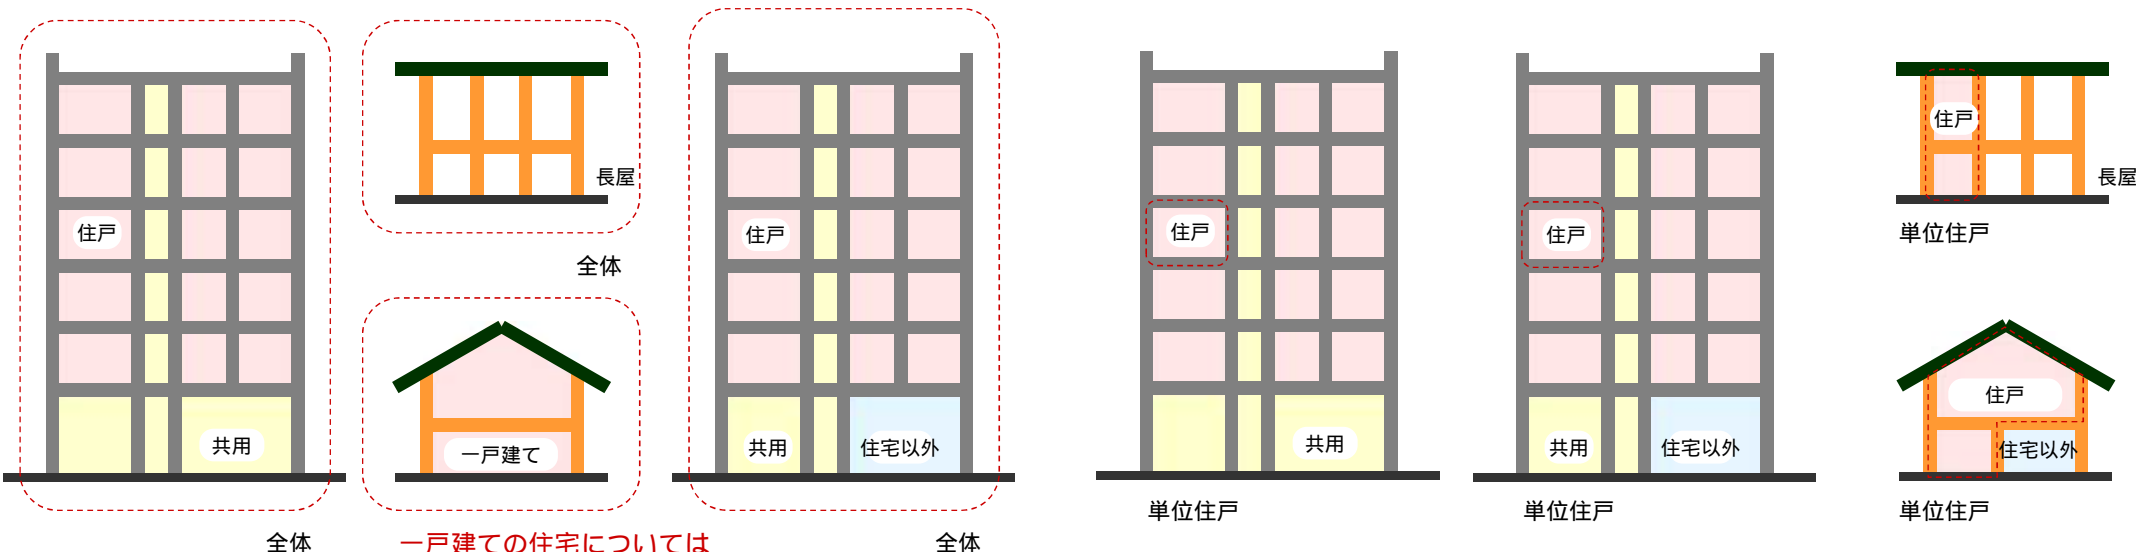 住戸
共用
全体
長屋
全体
一戸建て
一戸建ての住宅については
住戸
共用
住宅以外
全体
住戸
共用
単位住戸
住戸
共用
住宅以外
単位住戸
住戸
長屋
単位住戸
住戸
住宅以外
単位住戸